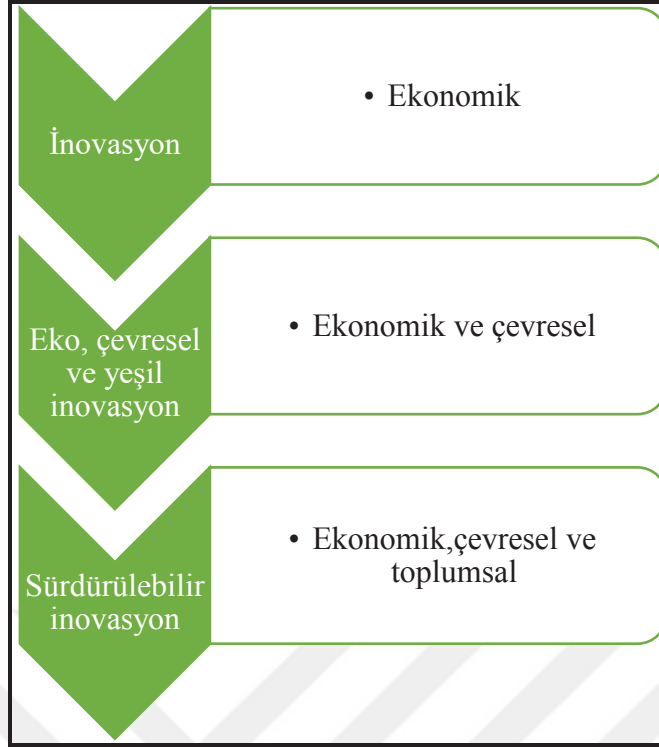 İnovasyon
• Ekonomik
Eko, çevresel
ve yeşil
inovasyon
• Ekonomik ve çevresel
Sürdürülebilir
inovasyon
• Ekonomik,çevresel ve
toplumsal